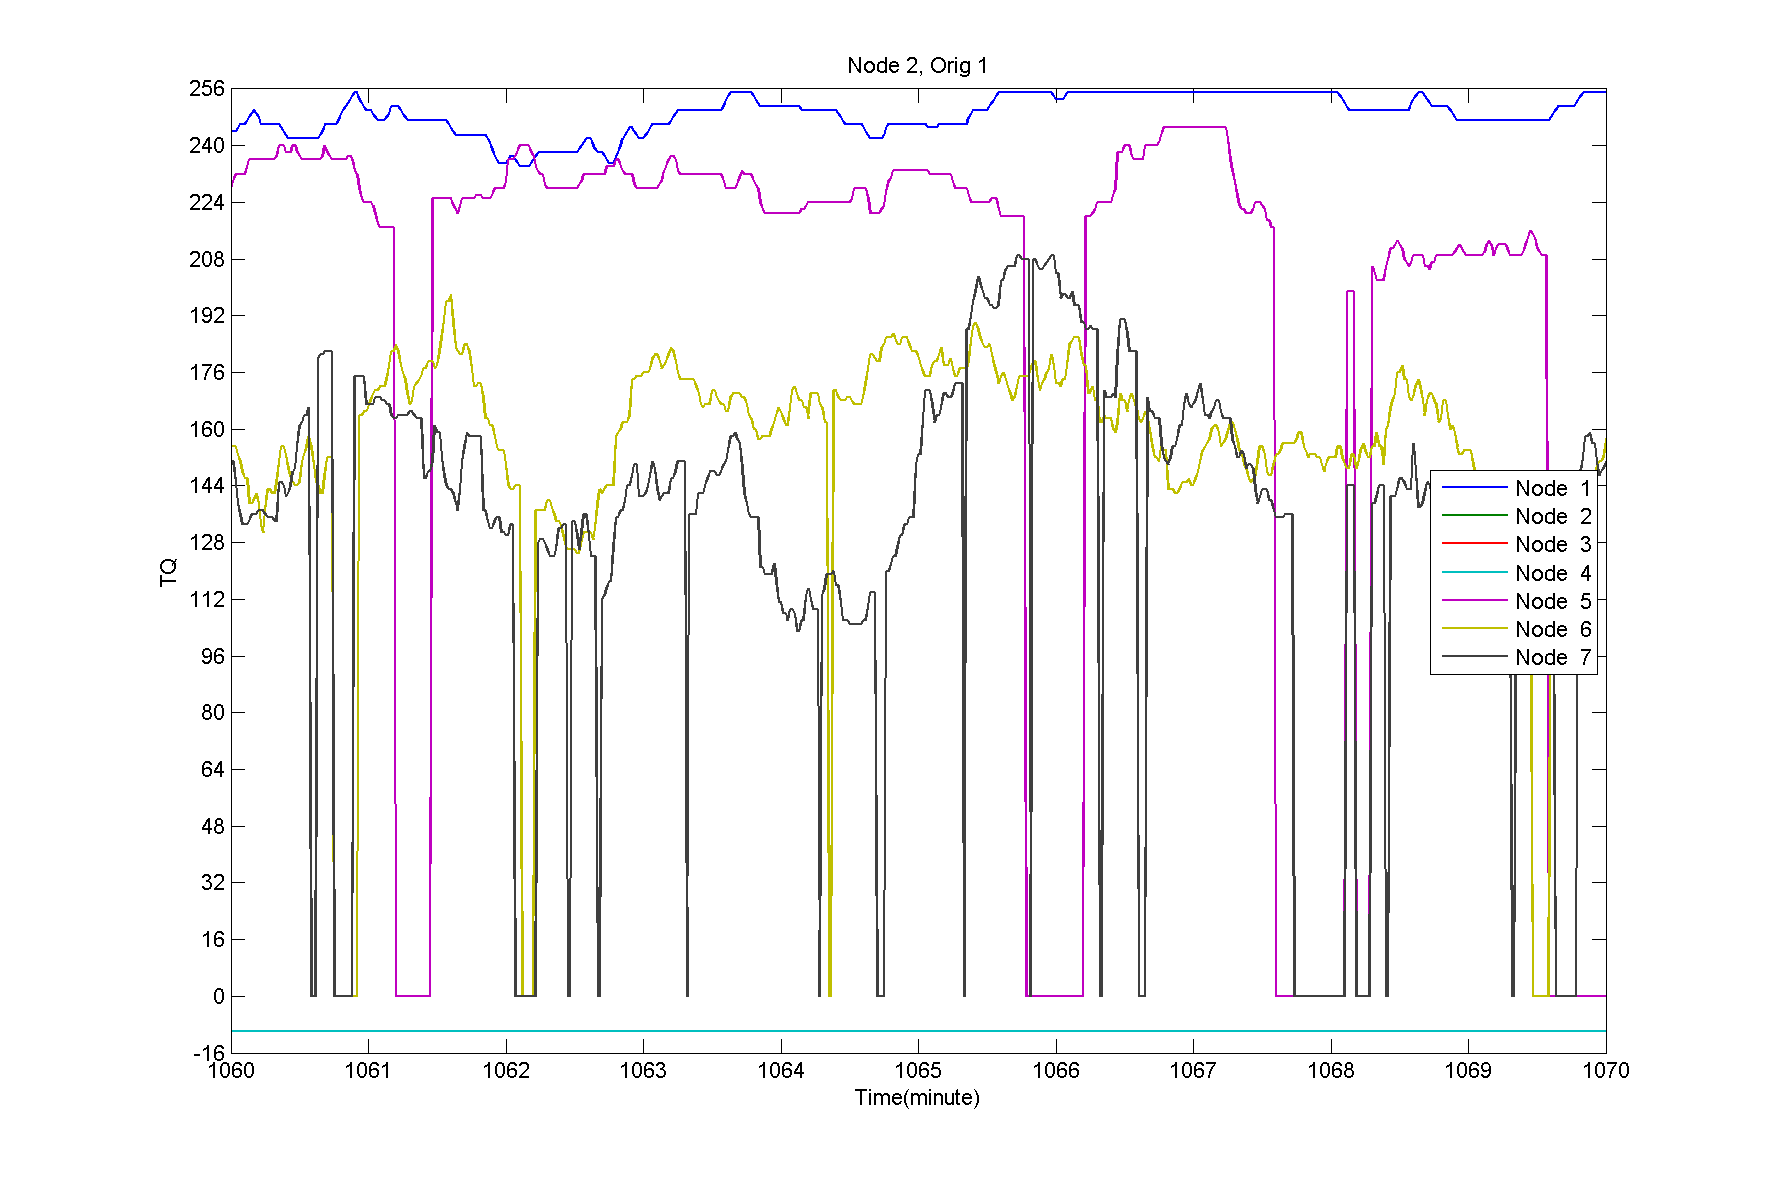 Node 2, Orig 1
256
240
224
208
192
176
160
144
128
112
96
80
64
48
32
16
0
-16
TQ
Node 1
Node 2
Node 3
Node 4
Node 5
Node 6
Node 7
1060 1061 1062 1063 1064 1065 1066 1067 1068 1069 1070
Time(minute)